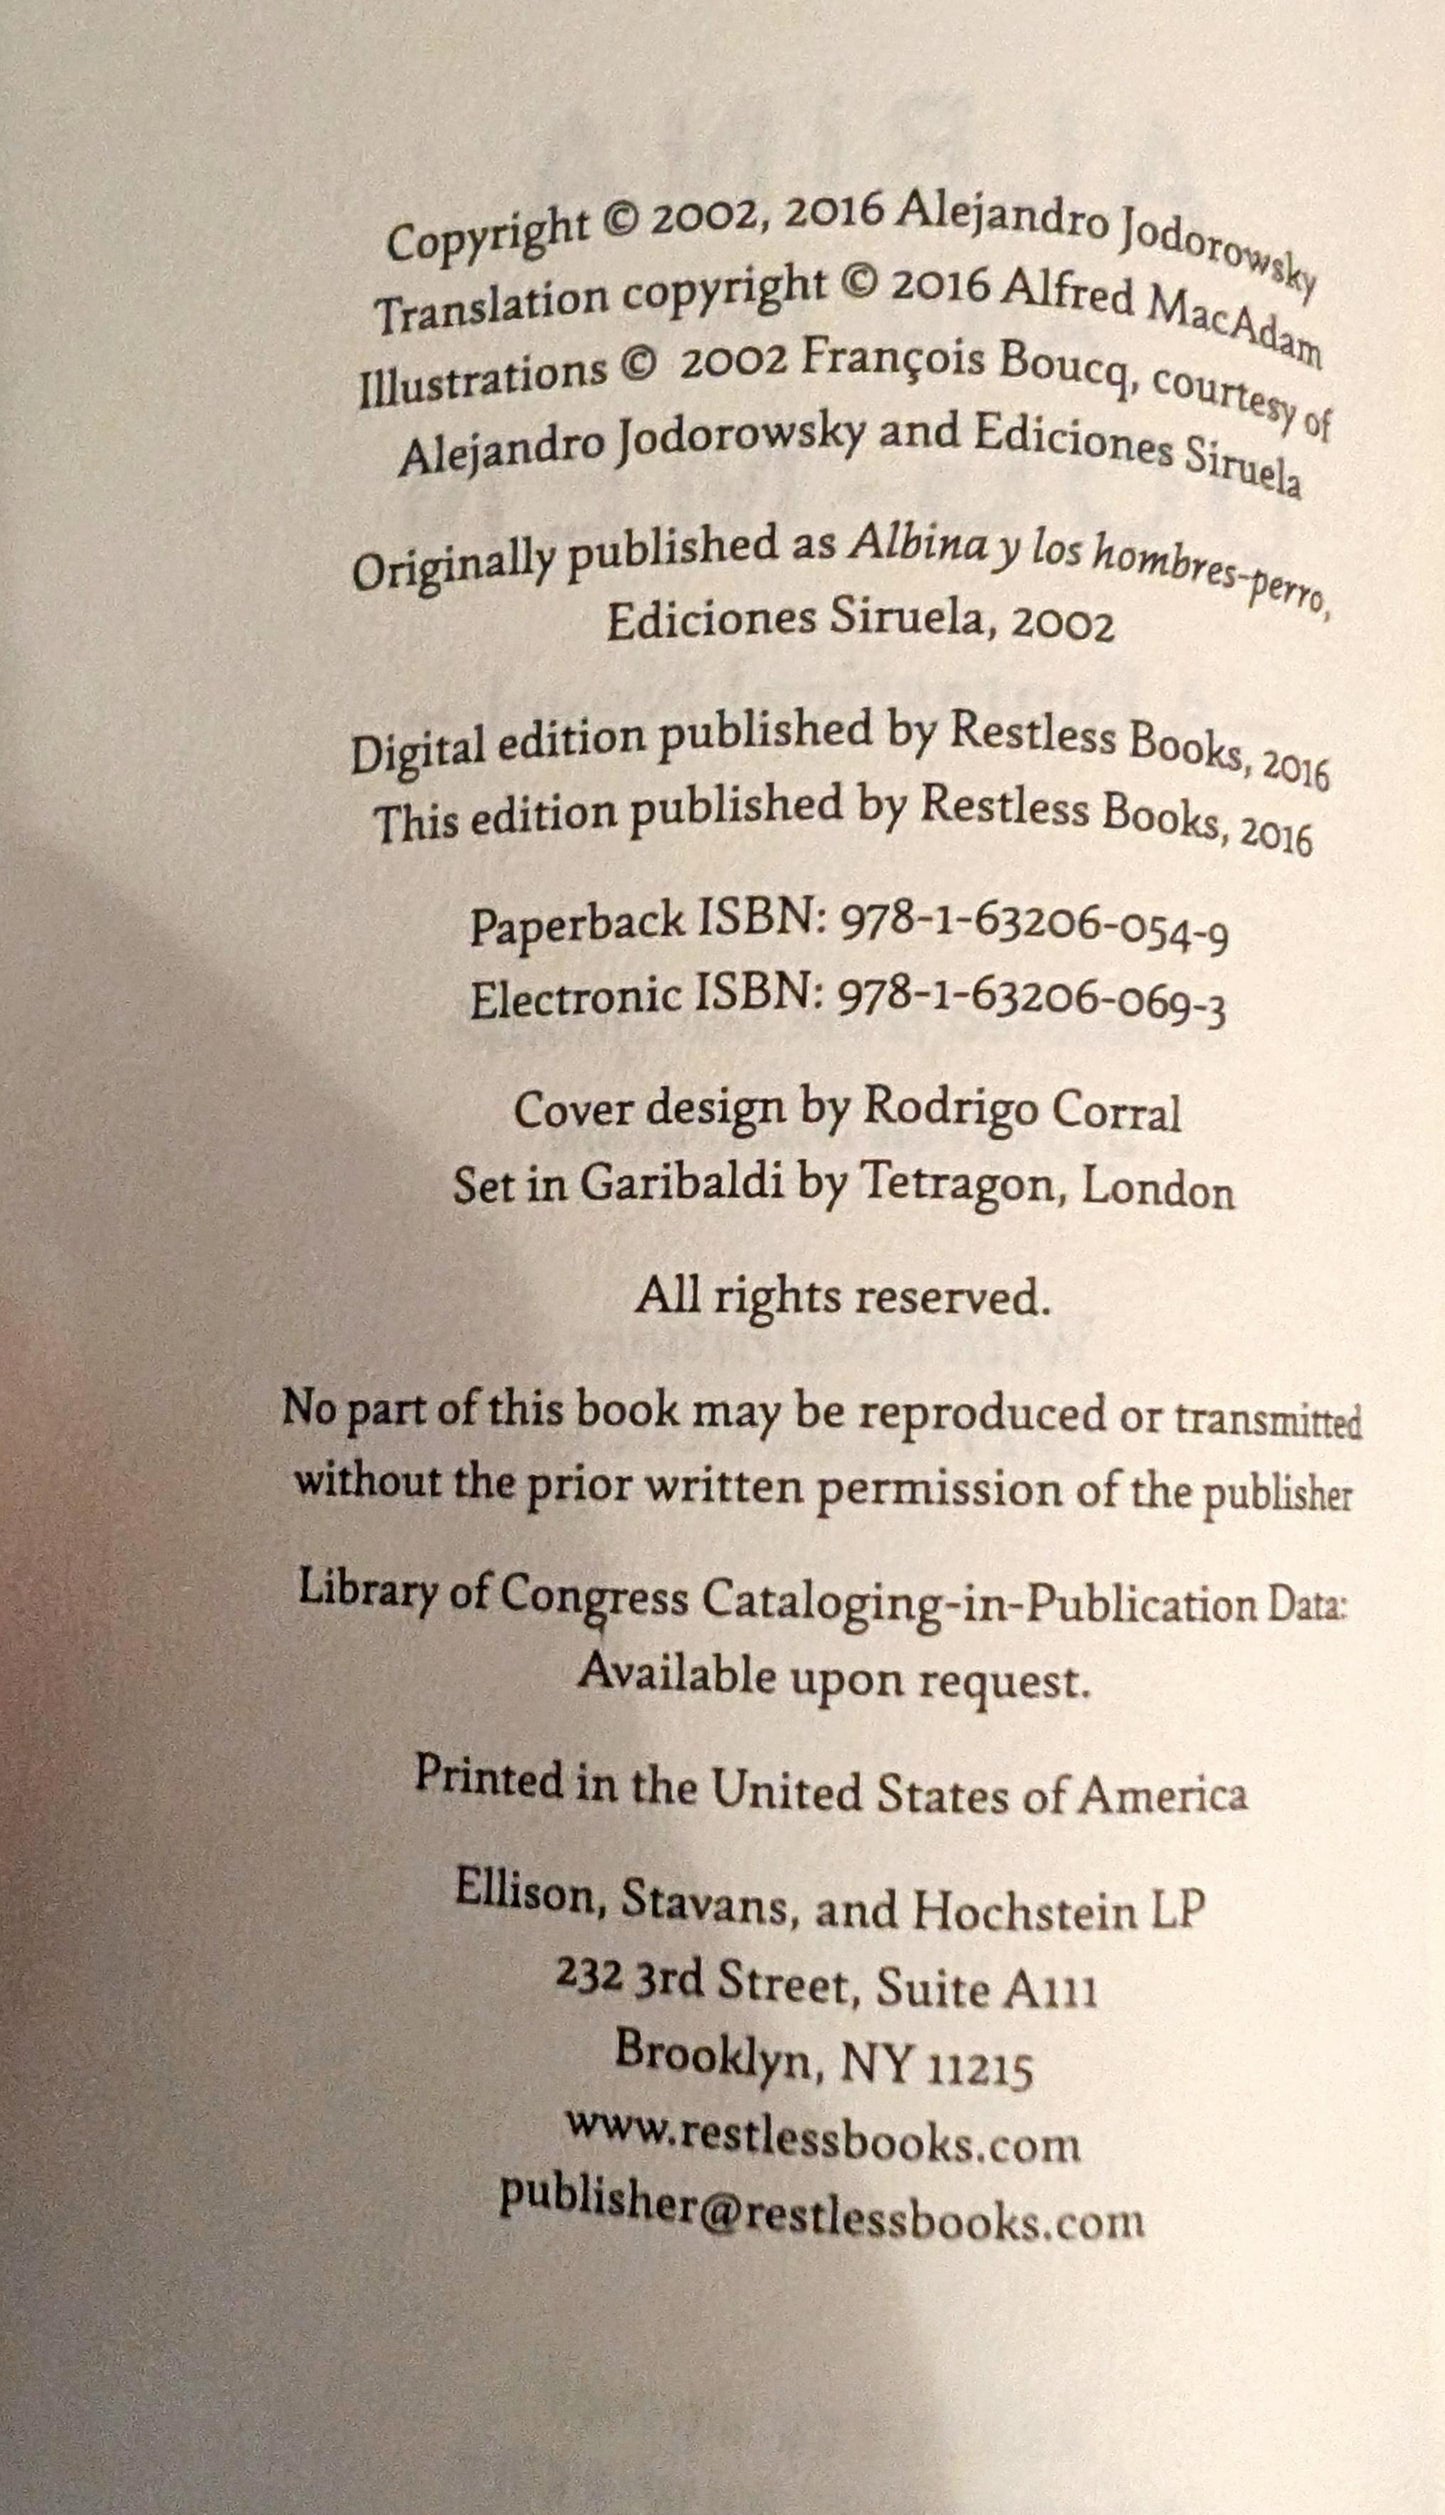 Copyright © 2002, 2016 Alejandro Jodorowsky
Translation copyright © 2016 Alfred MacAdam
Illustrations © 2002 François Boucq, courtesy of
Alejandro Jodorowsky and Ediciones Siruela
Originally published as Albina y los hombres-perro,
Ediciones Siruela, 2002
Digital edition published by Restless Books, 2016
This edition published by Restless Books, 2016
Paperback ISBN: 978-1-63206-054-9
Electronic ISBN: 978-1-63206-069-3
Cover design by Rodrigo Corral
Set in Garibaldi by Tetragon, London
All rights reserved.
No part of this book may be reproduced or transmitted
without the prior written permission of the publisher
Library of Congress Cataloging-in-Publication Data:
Available upon request.
Printed in the United States of America
Ellison, Stavans, and Hochstein LP
232 3rd Street, Suite A111
Brooklyn, NY 11215
www.restlessbooks.com
publisher@restlessbooks.com